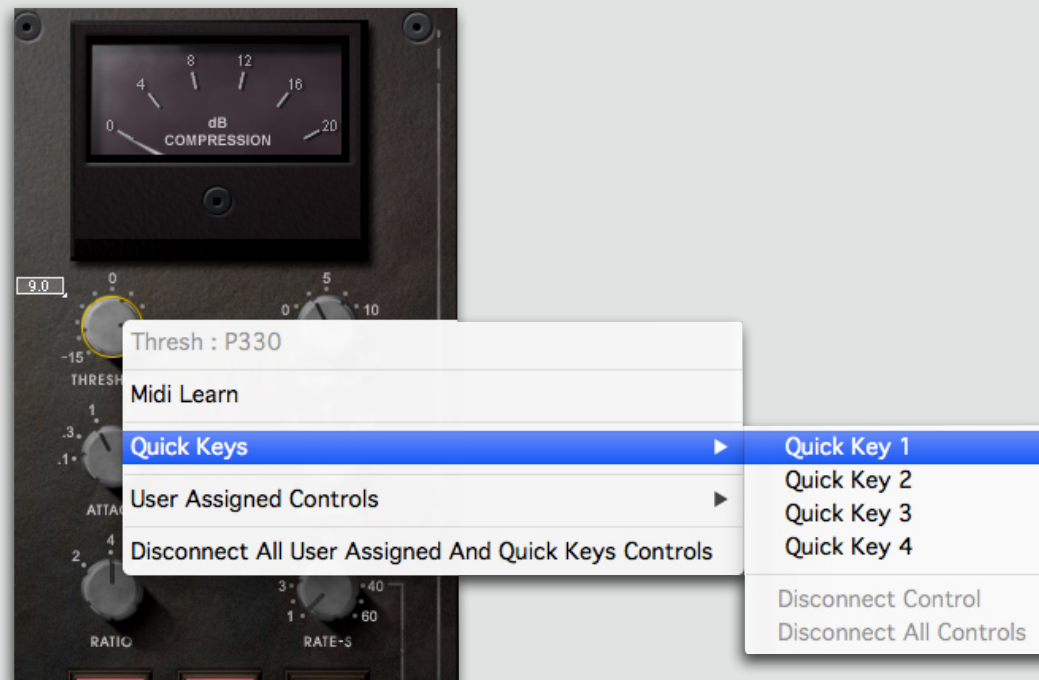 8 12
4 16
0 20
dB
COMPRESSION
9.0
0 5
0 10
-15
THRESH
Thresh : P330
Midi Learn
1
.3
.1
Quick Keys
Quick Key 1
Quick Key 2
User Assigned Controls
Quick Key 3
ATTA
Quick Key 4
Disconnect All User Assigned And Quick Keys Controls
4
2
3 40
Disconnect Control
1 60
Disconnect All Controls
RATIO RATE-S